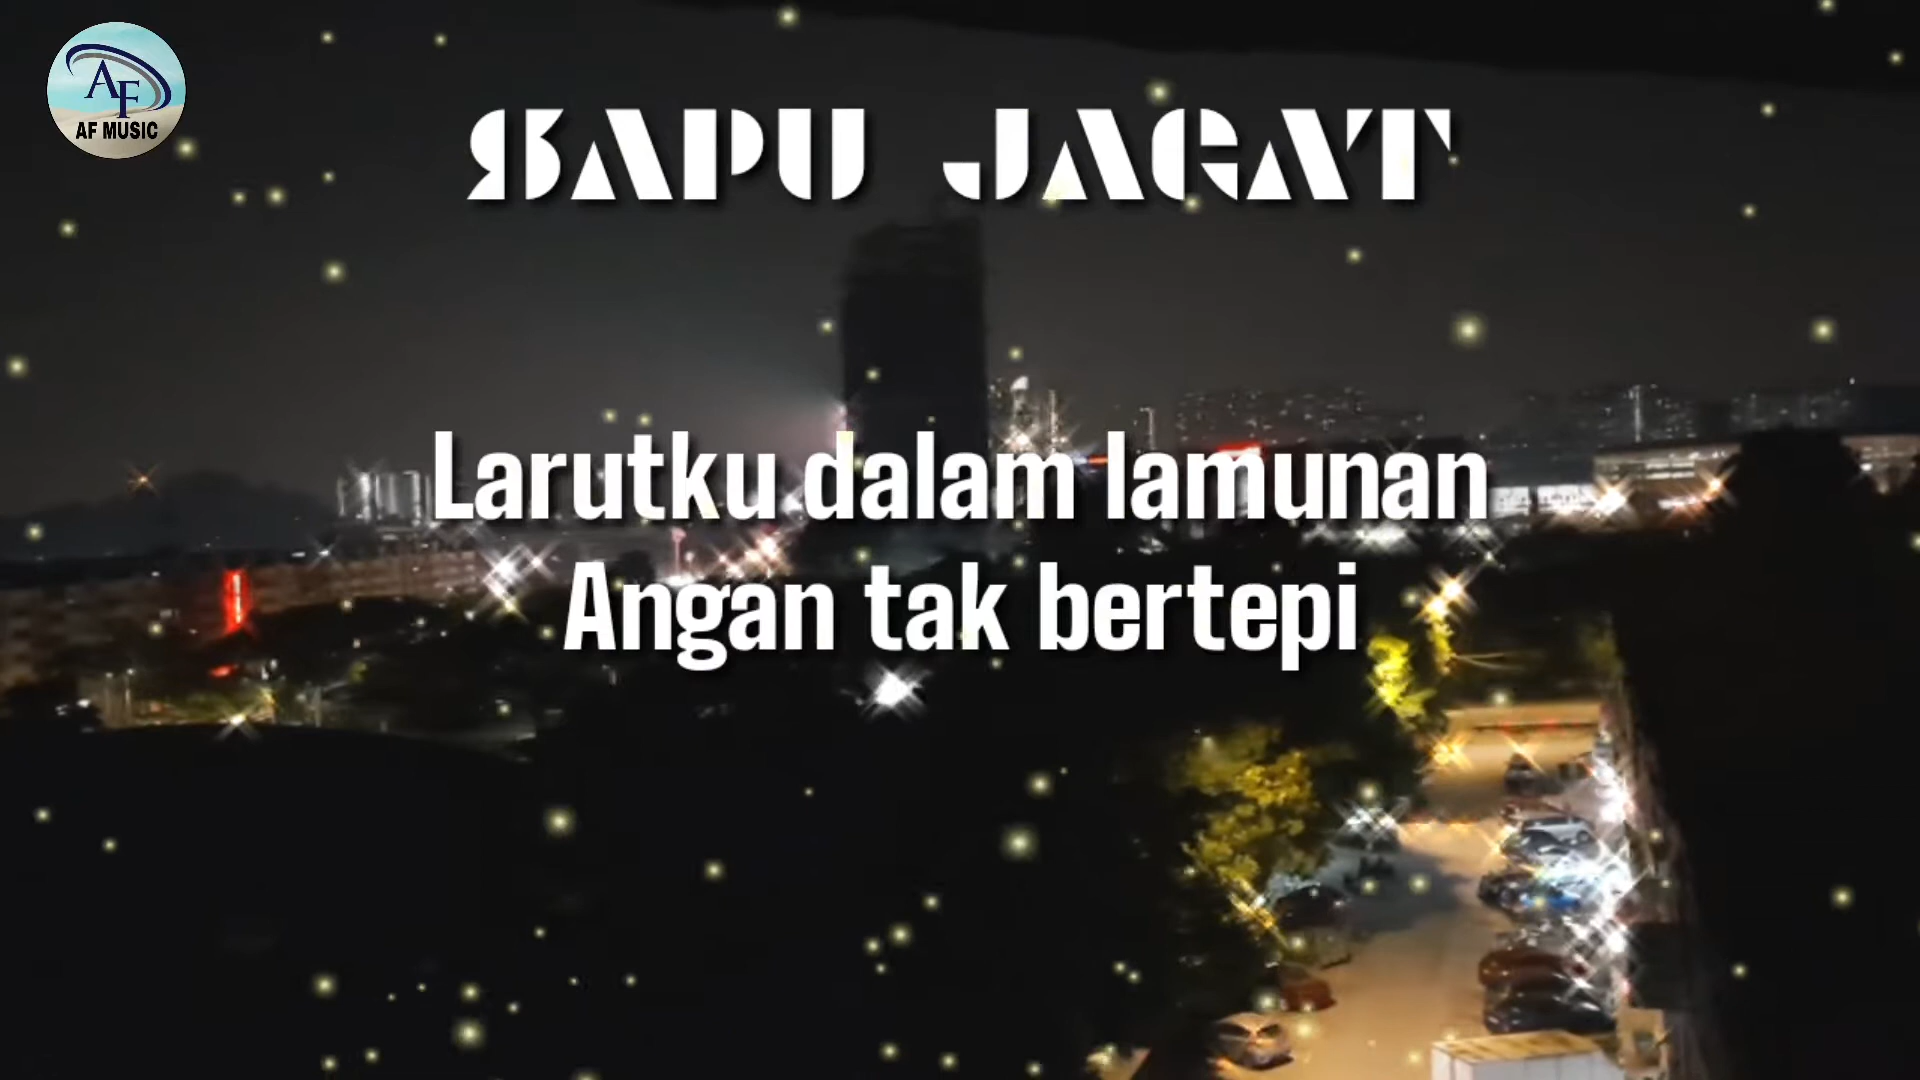 AF
AF MUSIC
SAPU JAGAT
Larutku dalam lamunan
Angan tak bertepi